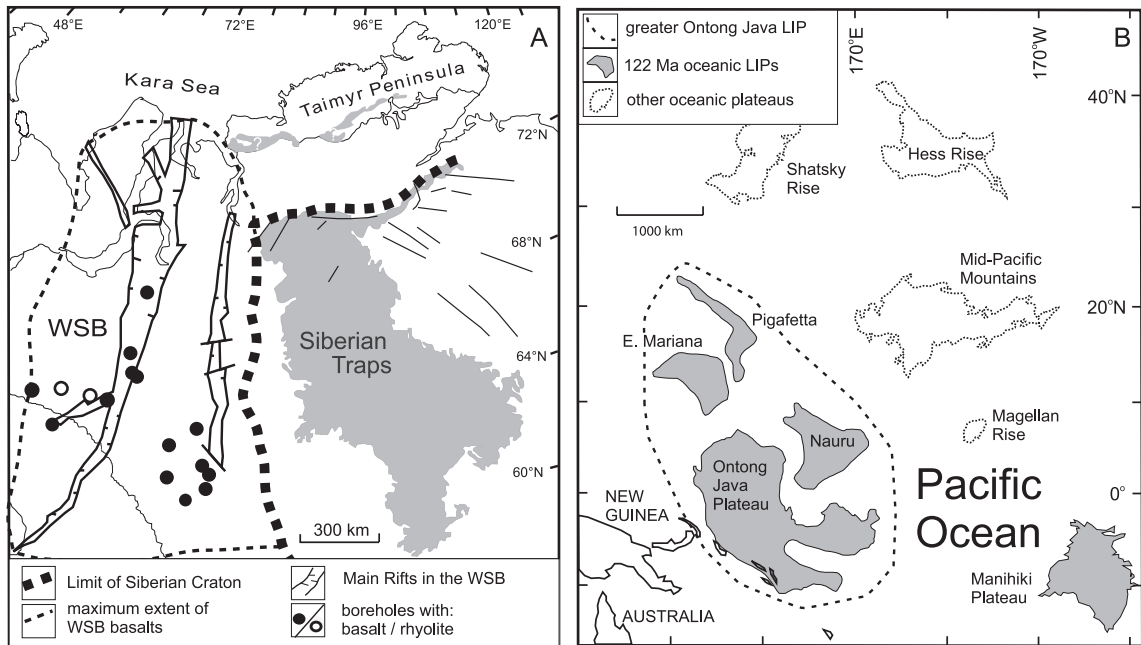 48°E
72°E
96°E
120°E
A
Kara Sea
Taimyr Peninsula
?
?
72°N
68°N
WSB
Siberian
Traps
64°N
60°N
300 km
Limit of Siberian Craton
maximum extent of
WSB basalts
Main Rifts in the WSB
boreholes with:
basalt / rhyolite
greater Ontong Java LIP
122 Ma oceanic LIPs
other oceanic plateaus
170°E
170°W
B
40°N
Shatsky
Rise
Hess Rise
1000 km
Mid-Pacific
Mountains
20°N
Pigafetta
E. Mariana
Magellan
Rise
Nauru
Ontong
Java
Plateau
Pacific
Ocean
0°
NEW
GUINEA
Manihiki
Plateau
AUSTRALIA